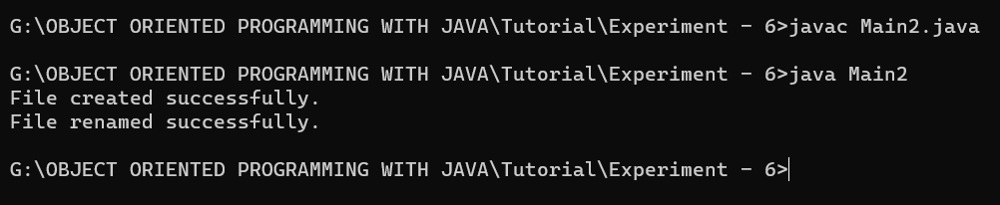 G:\OBJECT ORIENTED PROGRAMMING WITH JAVA\Tutorial\Experiment - 6>javac Main2.java
G:\OBJECT ORIENTED PROGRAMMING WITH JAVA\Tutorial\Experiment - 6>java Main2
File created successfully.
File renamed successfully.
G:\OBJECT ORIENTED PROGRAMMING WITH JAVA\Tutorial\Experiment - 6>